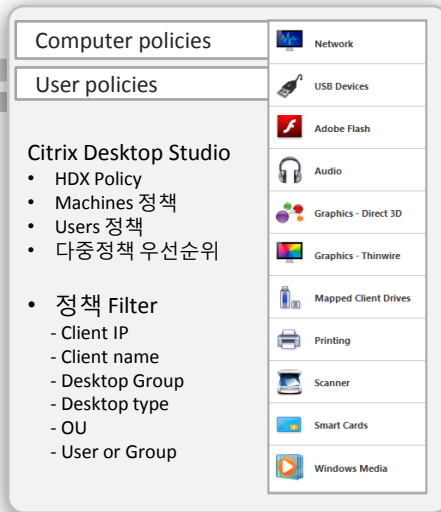 Computer policies
User policies
Citrix Desktop Studio
• HDX Policy
• Machines 정책
• Users 정책
• 다중정책 우선순위
• 정책 Filter
- Client IP
- Client name
- Desktop Group
- Desktop type
- OU
- User or Group
Network
USB Devices
Adobe Flash
Audio
Graphics - Direct 3D
Graphics - Thinwire
Mapped Client Drives
Printing
Scanner
Smart Cards
Windows Media